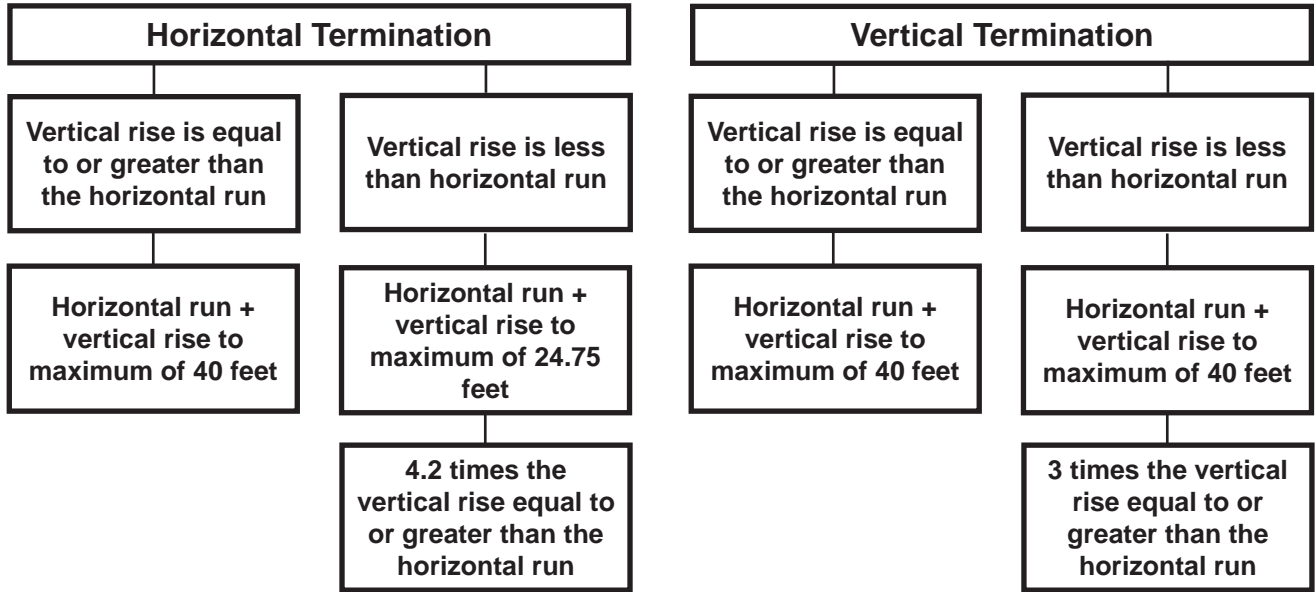 Horizontal Termination
Vertical rise is equal
to or greater than
the horizontal run
Horizontal run +
vertical rise to
maximum of 40 feet
Vertical rise is less
than horizontal run
Horizontal run +
vertical rise to
maximum of 24.75
feet
4.2 times the
vertical rise equal to
or greater than the
horizontal run
Vertical Termination
Vertical rise is equal
to or greater than
the horizontal run
Horizontal run +
vertical rise to
maximum of 40 feet
Vertical rise is less
than horizontal run
Horizontal run +
vertical rise to
maximum of 40 feet
3 times the vertical
rise equal to or
greater than the
horizontal run